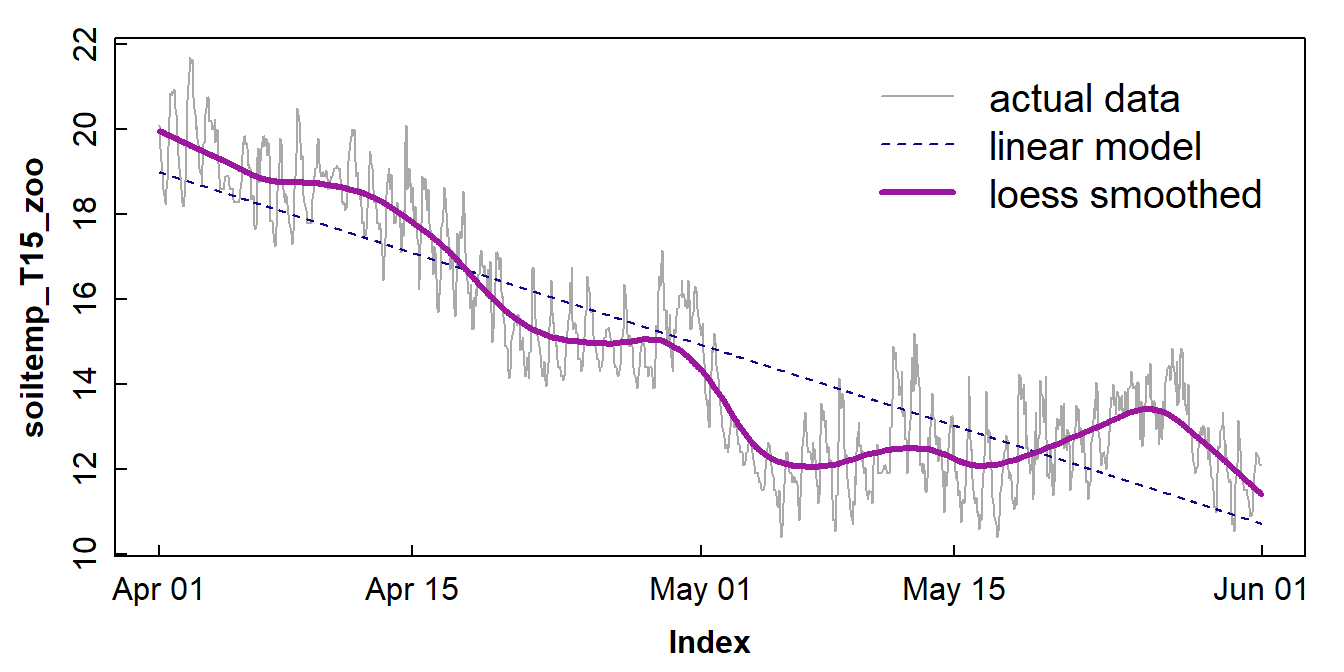 22
20
18
16
14
12
10
soiltemp_T15_zoo
actual data
linear model
loess smoothed
Apr 01 Apr 15 May 01 May 15 Jun 01
Index